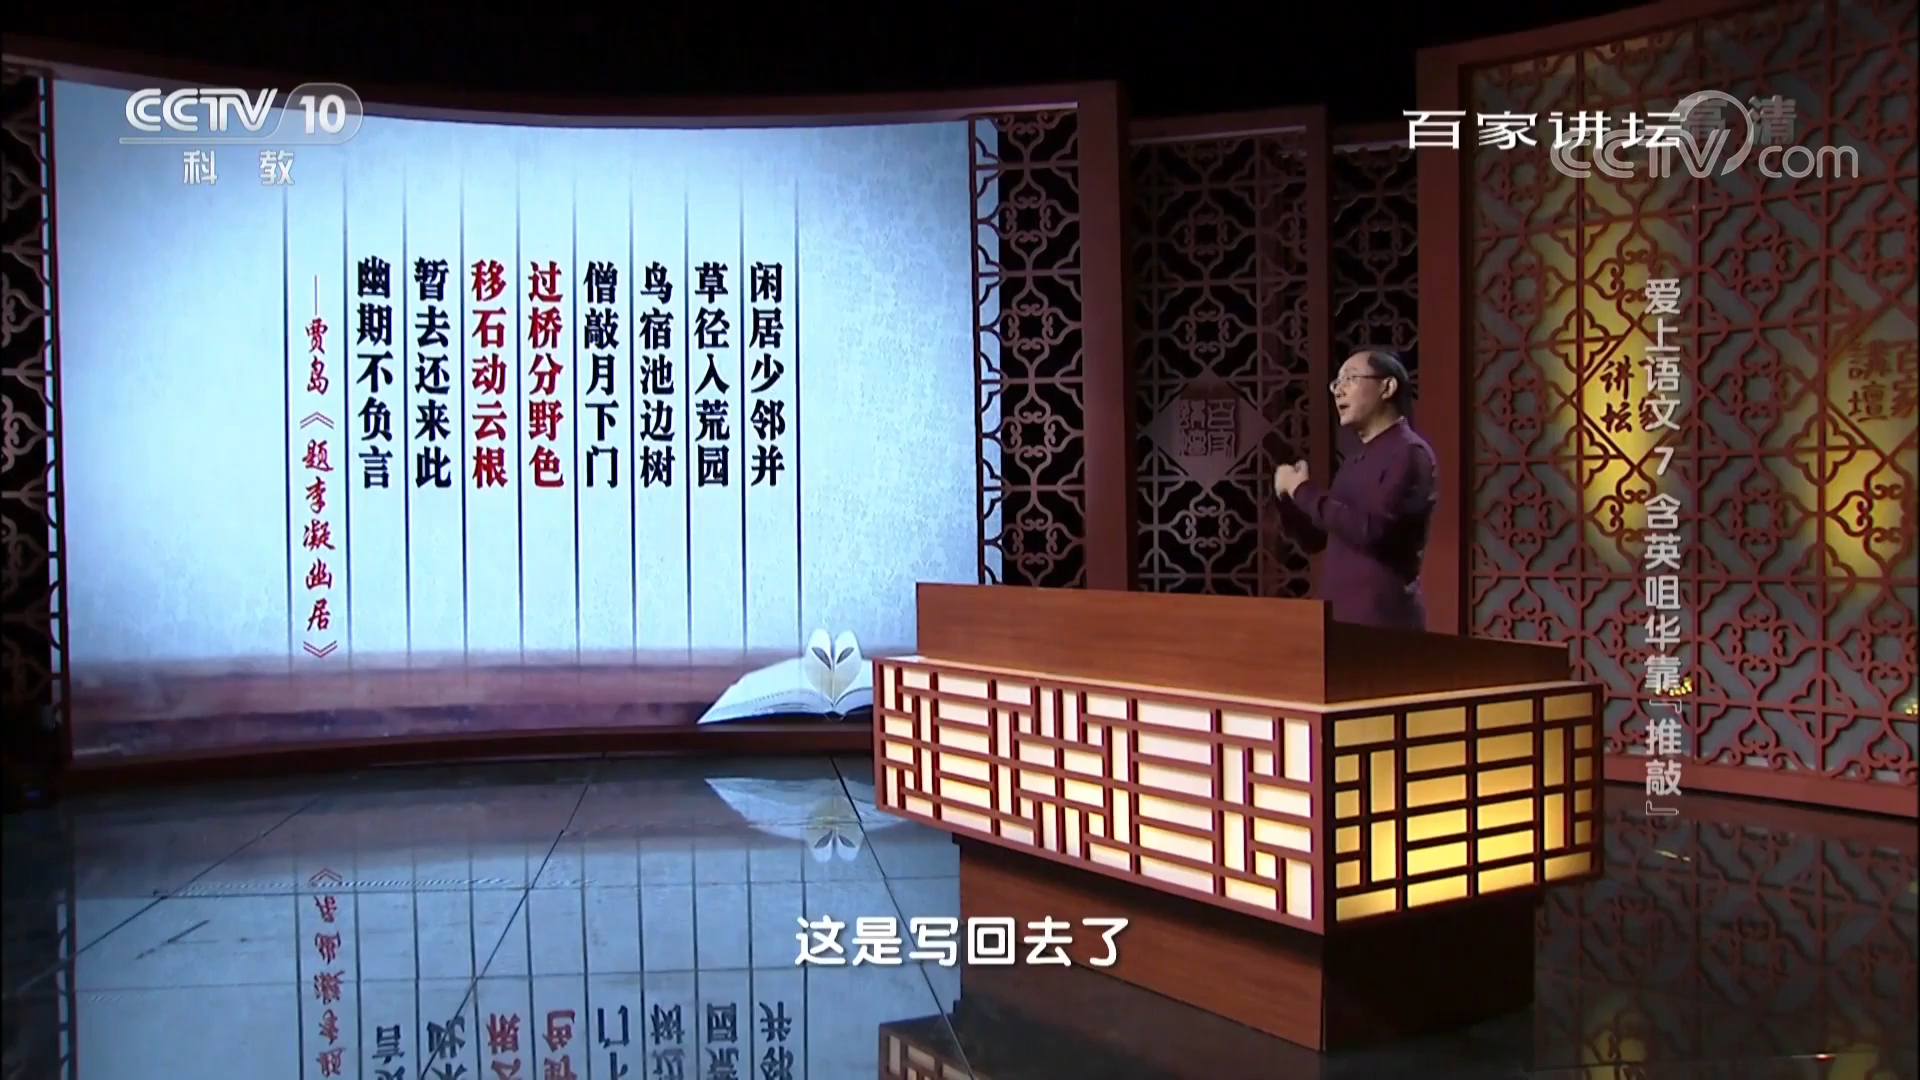 CCTV 10
科教
百家讲坛
高清
CCTV.com
闲居少邻并
草径入荒园
鸟宿池边树
僧敲月下门
过桥分野色
移石动云根
暂去还来此
幽期不负言
——贾岛《题李凝幽居》
爱上语文 7 含英咀华靠『推敲』
讲坛
百家
講壇
这是写回去了